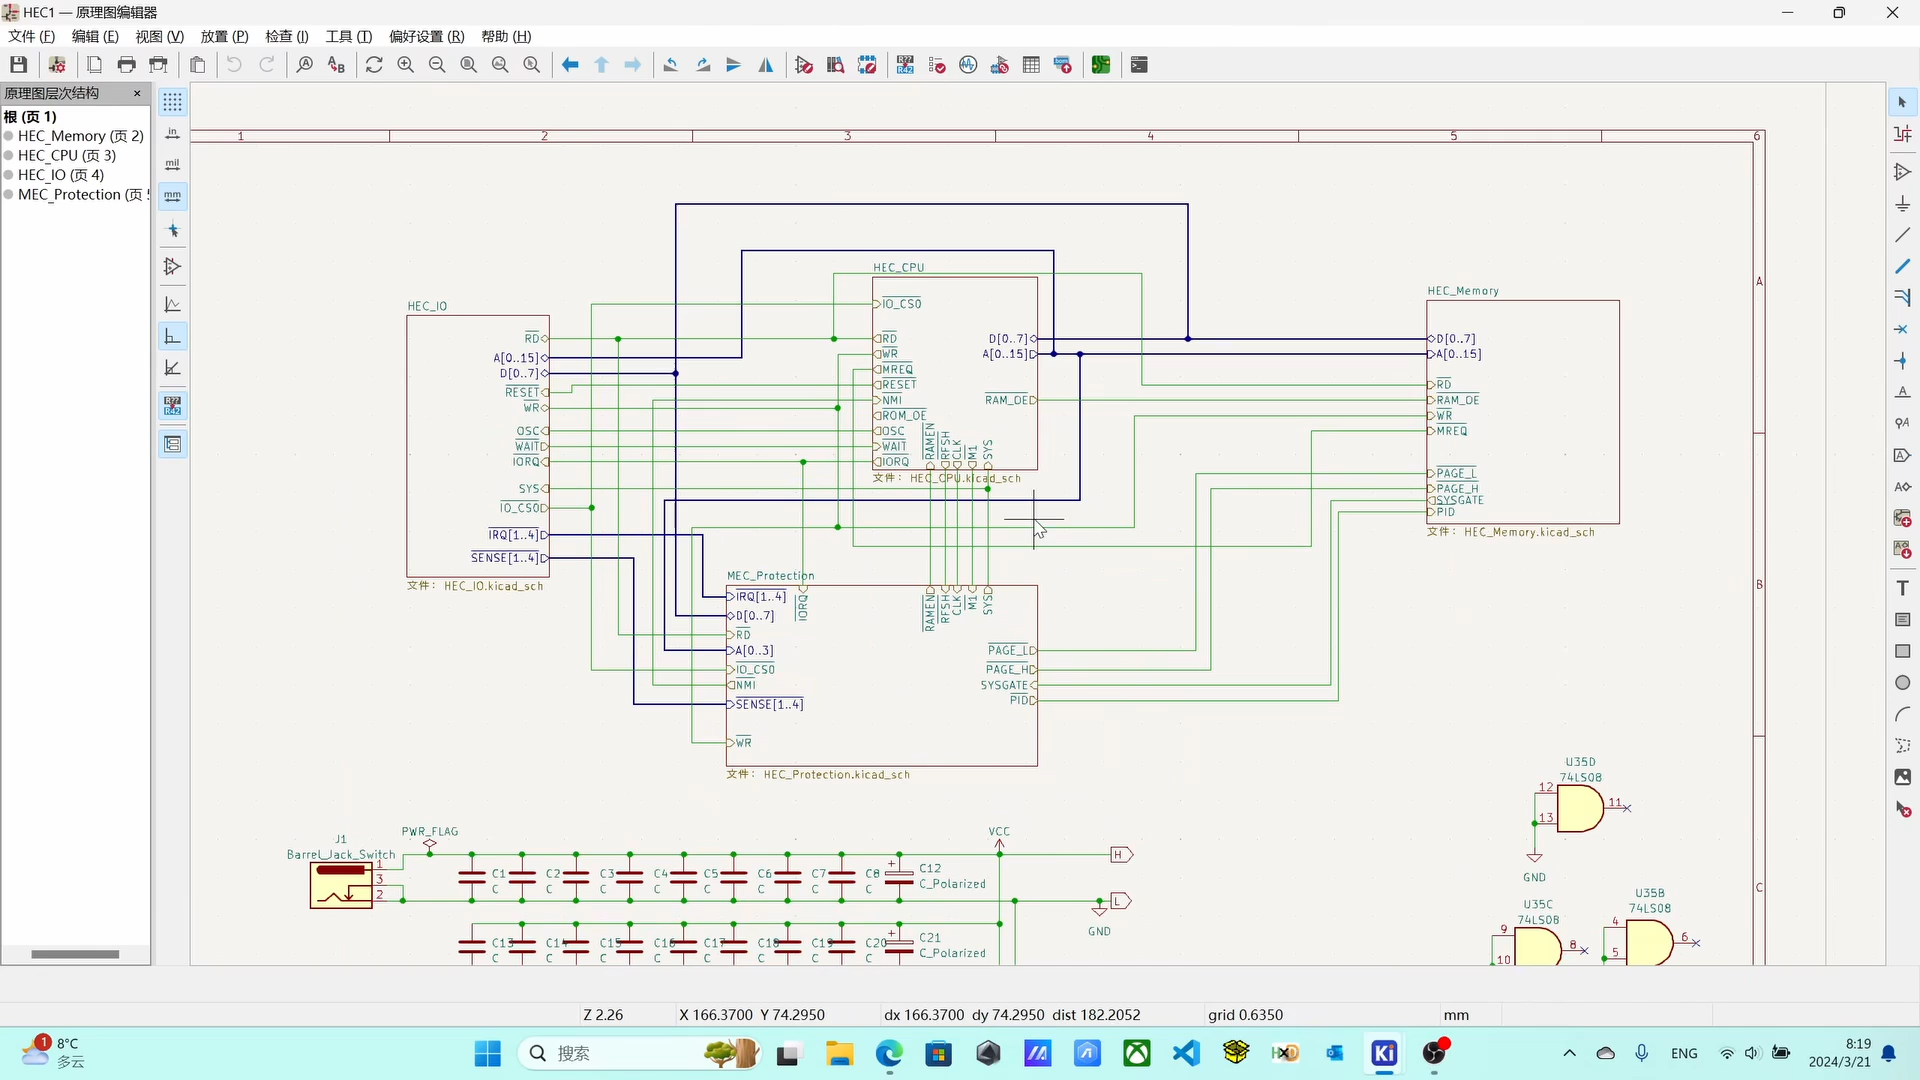 HEC1 — 原理图编辑器
文件 (F) 编辑 (E) 视图 (V) 放置 (P) 检查 (I) 工具 (T) 偏好设置 (R) 帮助 (H)
原理图层次结构
根 (页 1)
HEC_Memory (页 2)
HEC_CPU (页 3)
HEC_IO (页 4)
MEC_Protection (页 5
in
mil
mm
1 2 3 4 5 6
A
B
C
HEC_IO
RD
A[0..15]
D[0..7]
RESET
WR
OSC
WAIT
IORQ
SYS
IO_CS0
IRQ[1..4]
SENSE[1..4]
文件: HEC_IO.kicad_sch
HEC_CPU
IO_CS0
RD
WR
MREQ
RESET
NMI
ROM_OE
OSC
WAIT
IORQ
D[0..7]
A[0..15]
RAM_OE
RAMEN
RFSH
CLK
M1
SYS
文件: HEC_CPU.kicad_sch
HEC_Memory
D[0..7]
A[0..15]
RD
RAM_OE
WR
MREQ
PAGE_L
PAGE_H
SYSGATE
PID
文件: HEC_Memory.kicad_sch
MEC_Protection
IRQ[1..4]
D[0..7]
RD
A[0..3]
IO_CS0
NMI
SENSE[1..4]
WR
IORQ
RAMEN
RFSH
CLK
M1
SYS
PAGE_L
PAGE_H
SYSGATE
PID
文件: HEC_Protection.kicad_sch
U35D
74LS08
12
13
11
U35C
74LS08
9
10
8
U35B
74LS08
4
5
6
GND
J1
Barrel_Jack_Switch
1
3
2
PWR_FLAG
VCC
H
L
GND
C1 C2 C3 C4 C5 C6 C7 C8 C12
C C C C C C C C C_Polarized
C13 C14 C15 C16 C17 C18 C19 C20 C21
C C C C C C C C C_Polarized
Z 2.26 X 166.3700 Y 74.2950 dx 166.3700 dy 74.2950 dist 182.2052 grid 0.6350 mm
1
8°C
多云
搜索
ENG
8:19
2024/3/21